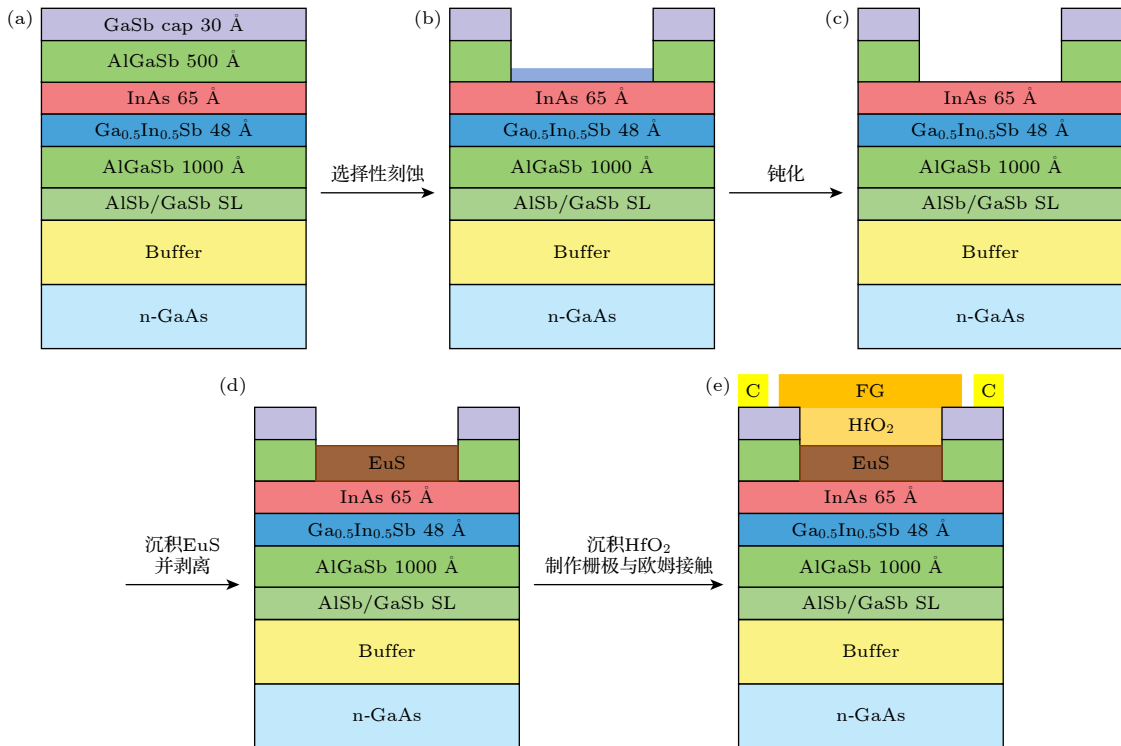 (a)
GaSb cap 30 Å
AlGaSb 500 Å
InAs 65 Å
Ga0.5In0.5Sb 48 Å
AlGaSb 1000 Å
AlSb/GaSb SL
Buffer
n-GaAs
选择性刻蚀
(b)
InAs 65 Å
Ga0.5In0.5Sb 48 Å
AlGaSb 1000 Å
AlSb/GaSb SL
Buffer
n-GaAs
钝化
(c)
InAs 65 Å
Ga0.5In0.5Sb 48 Å
AlGaSb 1000 Å
AlSb/GaSb SL
Buffer
n-GaAs
沉积EuS
并剥离
(d)
EuS
InAs 65 Å
Ga0.5In0.5Sb 48 Å
AlGaSb 1000 Å
AlSb/GaSb SL
Buffer
n-GaAs
沉积HfO2
制作栅极与欧姆接触
(e)
C FG C
HfO2
EuS
InAs 65 Å
Ga0.5In0.5Sb 48 Å
AlGaSb 1000 Å
AlSb/GaSb SL
Buffer
n-GaAs